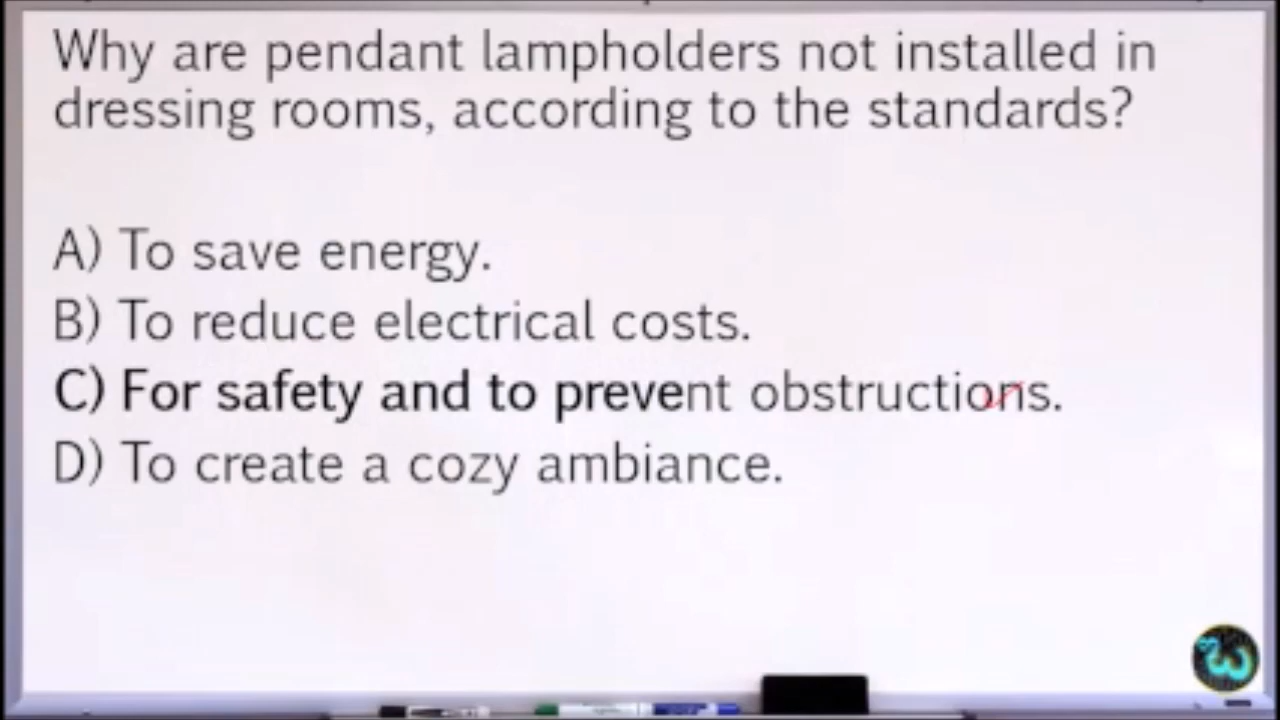 Why are pendant lampholders not installed in
dressing rooms, according to the standards?
A) To save energy.
B) To reduce electrical costs.
C) For safety and to prevent obstructions.
D) To create a cozy ambiance.